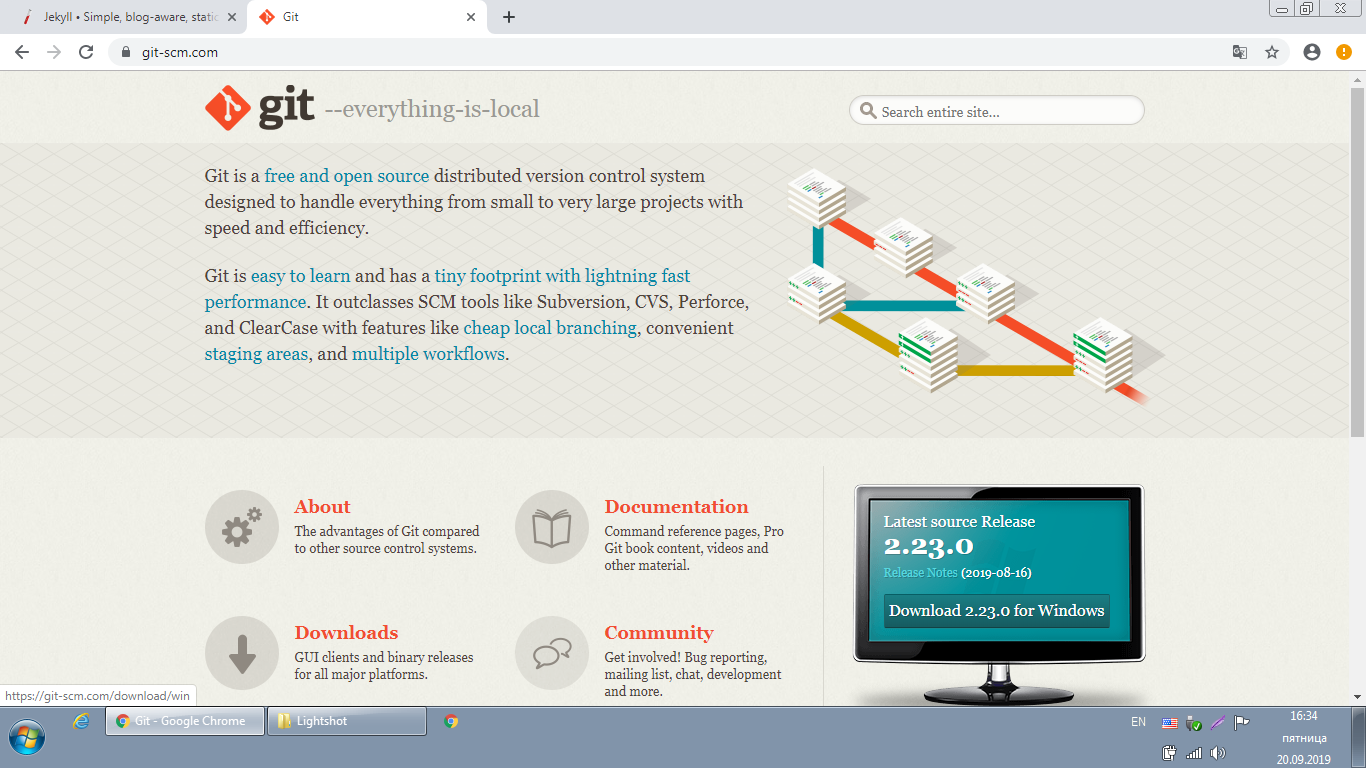 Jekyll • Simple, blog-aware, static
Git
git-scm.com
git --everything-is-local
Search entire site...
Git is a free and open source distributed version control system
designed to handle everything from small to very large projects with
speed and efficiency.
Git is easy to learn and has a tiny footprint with lightning fast
performance. It outclasses SCM tools like Subversion, CVS, Perforce,
and ClearCase with features like cheap local branching, convenient
staging areas, and multiple workflows.
About
The advantages of Git compared
to other source control systems.
Documentation
Command reference pages, Pro
Git book content, videos and
other material.
Downloads
GUI clients and binary releases
for all major platforms.
Community
Get involved! Bug reporting,
mailing list, chat, development
and more.
Latest source Release
2.23.0
Release Notes (2019-08-16)
Download 2.23.0 for Windows
https://git-scm.com/download/win
Git - Google Chrome
Lightshot
EN
16:34
пятница
20.09.2019